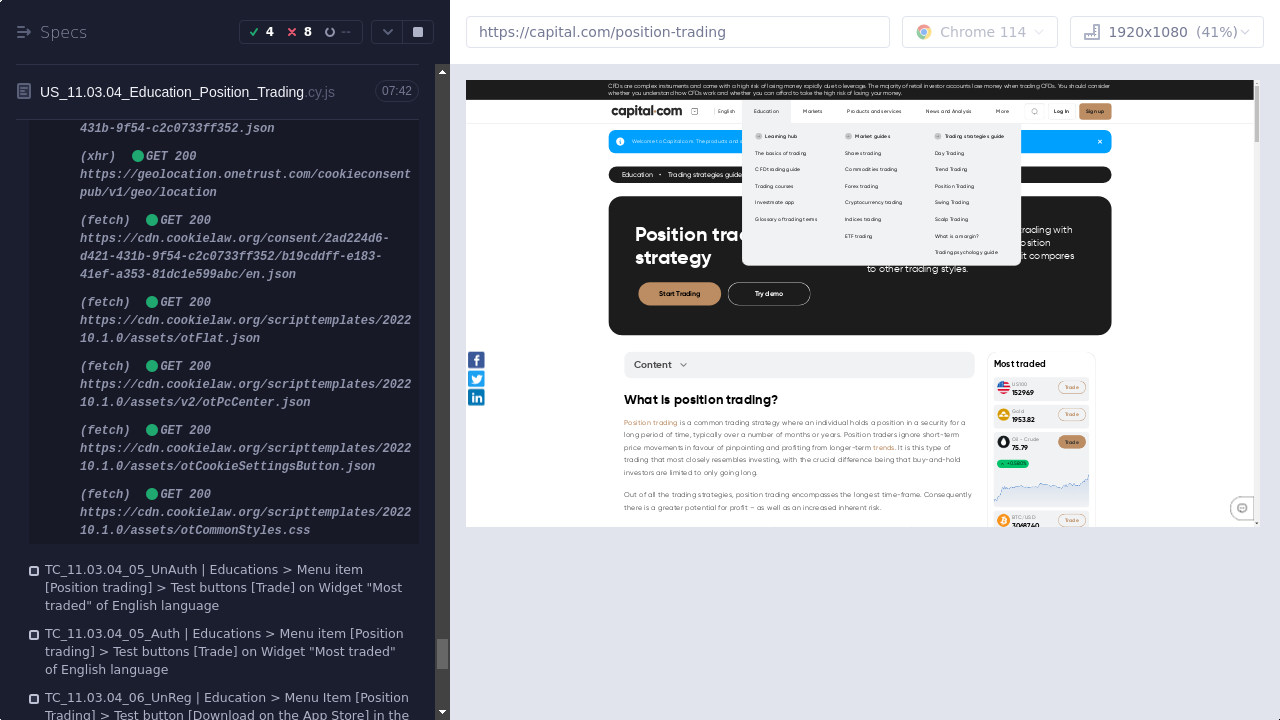 Specs
4
8
--
US_11.03.04_Education_Position_Trading.cy.js
07:42
431b-9f54-c2c0733ff352.json
(xhr) GET 200
https://geolocation.onetrust.com/cookieconsent
pub/v1/geo/location
(fetch) GET 200
https://cdn.cookielaw.org/consent/2ad224d6-
d421-431b-9f54-c2c0733ff352/919cddff-e183-
41ef-a353-81dc1e599abc/en.json
(fetch) GET 200
https://cdn.cookielaw.org/scripttemplates/2022
10.1.0/assets/otFlat.json
(fetch) GET 200
https://cdn.cookielaw.org/scripttemplates/2022
10.1.0/assets/v2/otPcCenter.json
(fetch) GET 200
https://cdn.cookielaw.org/scripttemplates/2022
10.1.0/assets/otCookieSettingsButton.json
(fetch) GET 200
https://cdn.cookielaw.org/scripttemplates/2022
10.1.0/assets/otCommonStyles.css
TC_11.03.04_05_UnAuth | Educations > Menu item
[Position trading] > Test buttons [Trade] on Widget "Most
traded" of English language
TC_11.03.04_05_Auth | Educations > Menu item [Position
trading] > Test buttons [Trade] on Widget "Most traded"
of English language
TC_11.03.04_06_UnReg | Education > Menu Item [Position
Trading] > Test button [Download on the App Store] in the
https://capital.com/position-trading
Chrome 114
1920x1080 (41%)
CFDs are complex instruments and come with a high risk of losing money rapidly due to leverage. The majority of retail investor accounts lose money when trading CFDs. You should consider
whether you understand how CFDs work and whether you can afford to take the high risk of losing your money.
capital.com
English
Education
Markets
Products and services
News and Analysis
More
Log In
Sign up
Welcome to Capital.com. The products and s
Education • Trading strategies guide
Learning hub
The basics of trading
CFD trading guide
Trading courses
Investmate app
Glossary of trading terms
Market guides
Shares trading
Commodities trading
Forex trading
Cryptocurrency trading
Indices trading
ETF trading
Trading strategies guide
Day Trading
Trend Trading
Position Trading
Swing Trading
Scalp Trading
What is a margin?
Trading psychology guide
Position trad
strategy
Start Trading
Try demo
trading with
position
it compares
to other trading styles.
Content
What is position trading?
Position trading is a common trading strategy where an individual holds a position in a security for a
long period of time, typically over a number of months or years. Position traders ignore short-term
price movements in favour of pinpointing and profiting from longer-term trends. It is this type of
trading that most closely resembles investing, with the crucial difference being that buy-and-hold
investors are limited to only going long.
Out of all the trading strategies, position trading encompasses the longest time-frame. Consequently
there is a greater potential for profit – as well as an increased inherent risk.
Most traded
US100
15296.9
Trade
Gold
1953.82
Trade
Oil - Crude
75.79
Trade
BTC/USD
30687.40
Trade